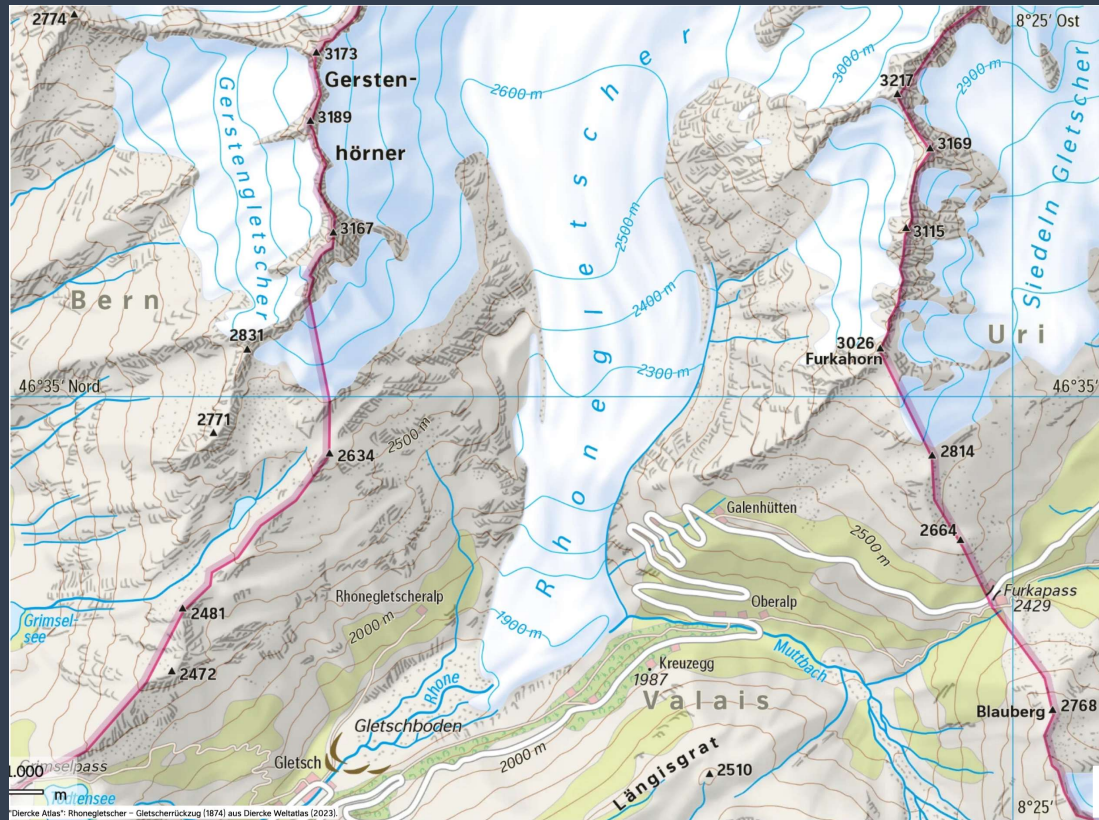 2774
3173
Gersten-
3189
hörner
3167
Gerstengletscher
Bern
2831
46°35' Nord
2771
2634
2500 m
2481
2472
Grimsel-
see
Grimselpass
1.000
m
Todtensee
Rhonegletscher
2600 m
2500 m
2400 m
2300 m
1900 m
Rhonegletscheralp
2000 m
Rhone
Gletschboden
Gletsch
2000 m
3000 m
3217
2900 m
8°25' Ost
3169
3115
Siedeln Gletscher
Uri
3026
Furkahorn
46°35'
2814
2664
2500 m
Galenhütten
Oberalp
Furkapass
2429
Muttbach
Kreuzegg
1987
Valais
Blauberg
2768
Längisgrat
2510
8°25'
"Diercke Atlas": Rhonegletscher – Gletscherrückzug (1874) aus Diercke Weltatlas (2023).